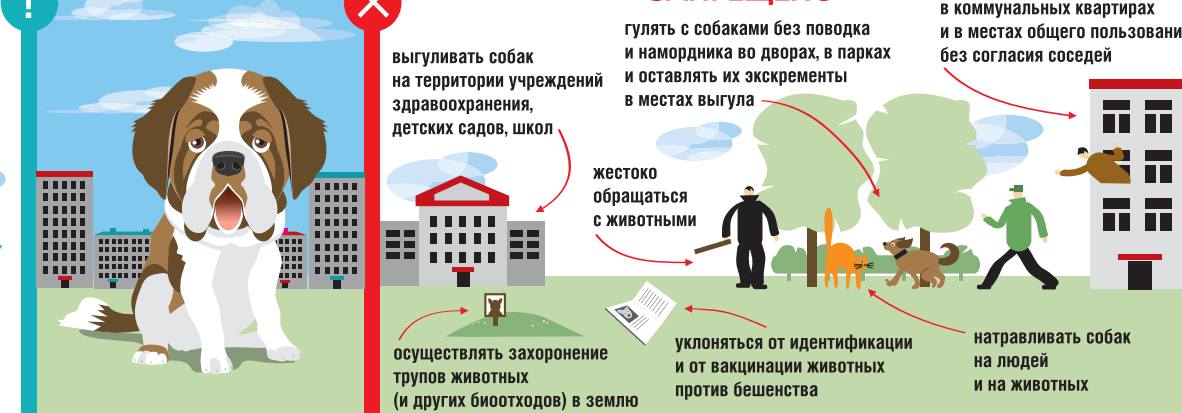 !
выгуливать собак
на территории учреждений
здравоохранения,
детских садов, школ
гулять с собаками без поводка
и намордника во дворах, в парках
и оставлять их экскременты
в местах выгула
в коммунальных квартирах
и в местах общего
без согласия соседей
жестоко
обращаться
с животными
осуществлять захоронение
трупов животных
(и других биоотходов) в землю
уклоняться от идентификации
и от вакцинации животных
против бешенства
натравливать собак
на людей
и на животных